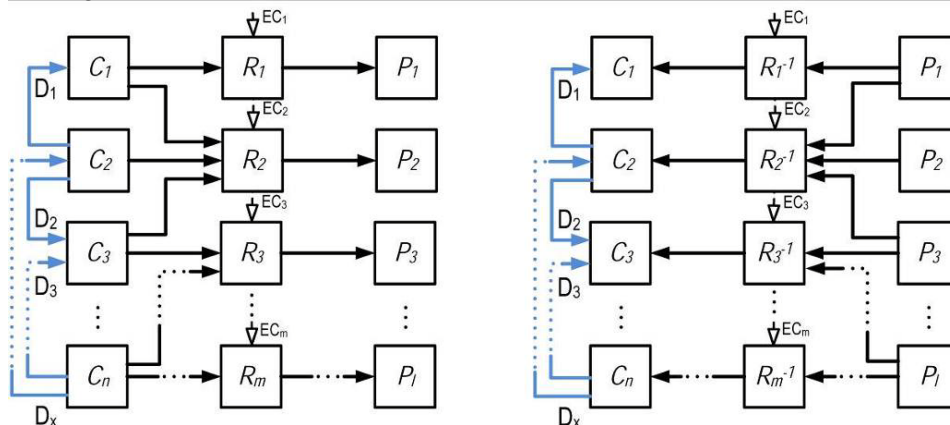 EC₁ EC₁
C₁ R₁ P₁ C₁ R₁⁻¹ P₁
D₁ D₁
EC₂ EC₂
C₂ R₂ P₂ C₂ R₂⁻¹ P₂
EC₃ EC₃
D₂ D₂
C₃ R₃ P₃ C₃ R₃⁻¹ P₃
D₃ D₃
ECₘ ECₘ
Cₙ Rₘ Pₗ Cₙ Rₘ⁻¹ Pₗ
Dₓ Dₓ